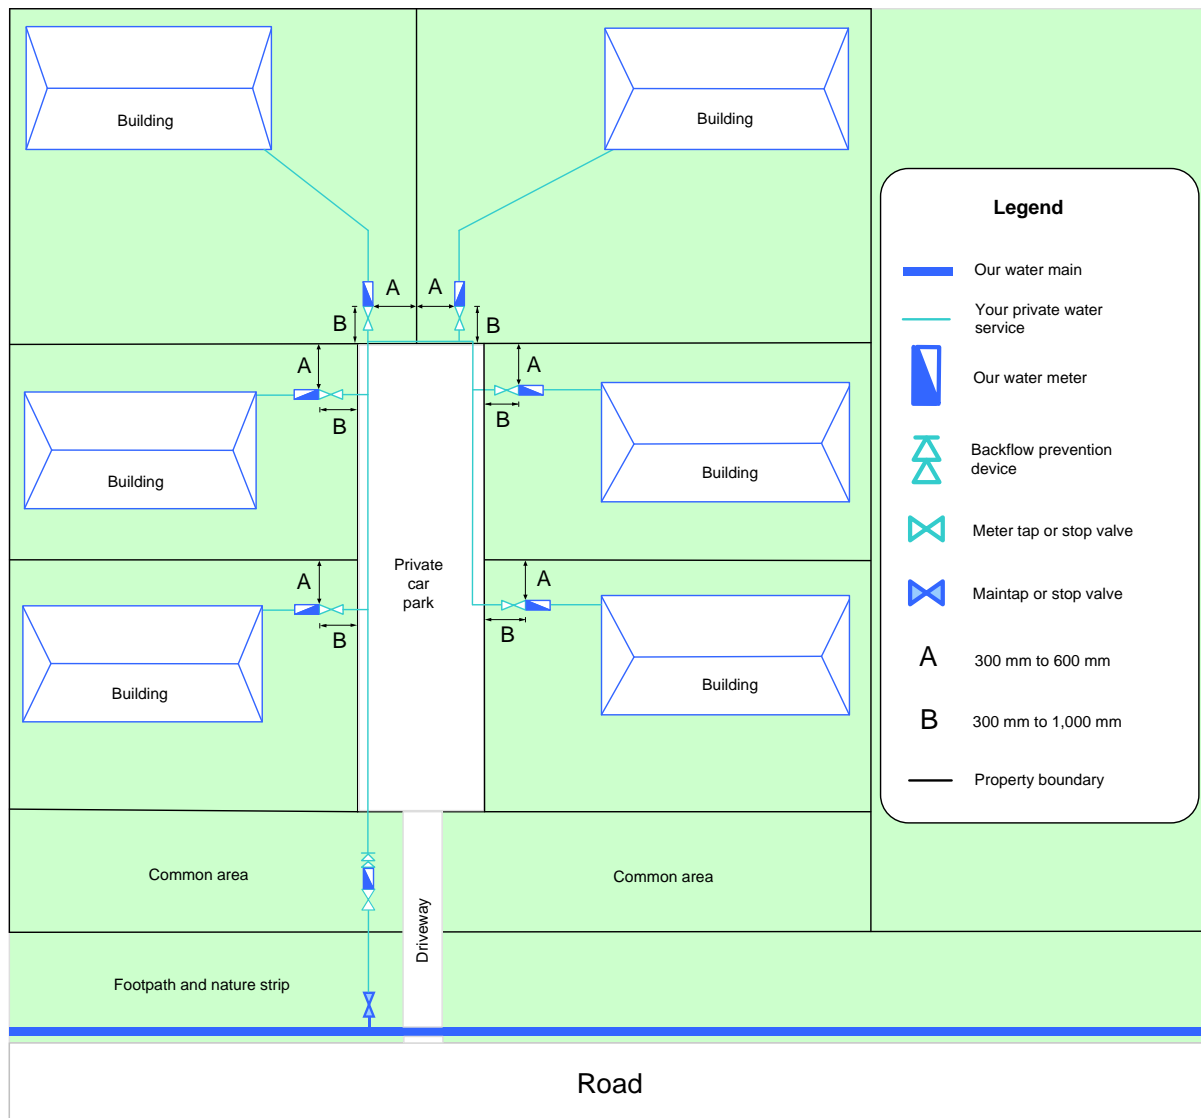 Building
Building
A
A
B
B
A
A
B
B
Building
Building
A
A
B
B
Private
car
park
Building
Building
Common area
Common area
Driveway
Footpath and nature strip
Road
Legend
Our water main
Your private water
service
Our water meter
Backflow prevention
device
Meter tap or stop valve
Maintap or stop valve
A 300 mm to 600 mm
B 300 mm to 1,000 mm
Property boundary